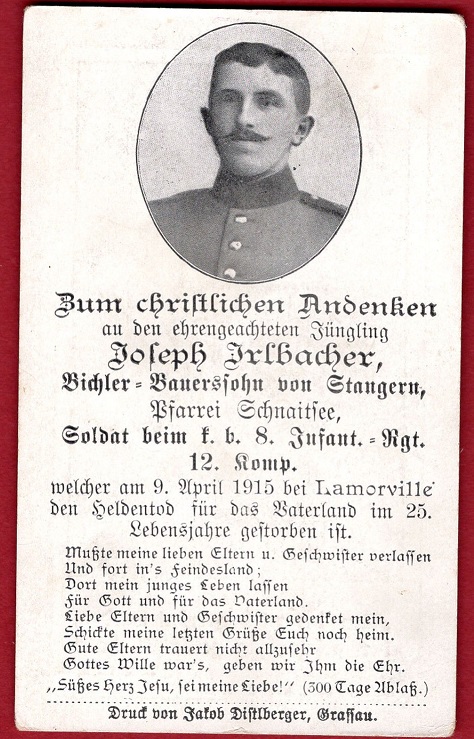 Zum christlichen Andenken
an den ehrengeachteten Jüngling
Joseph Irlbacher,
Bichler-Bauerssohn von Stangern,
Pfarrei Schnaitsee,
Soldat beim k. b. 8. Infant.-Rgt.
12. Komp.
welcher am 9. April 1915 bei Lamorville
den Heldentod für das Vaterland im 25.
Lebensjahre gestorben ist.
Mußte meine lieben Eltern u. Geschwister verlassen
Und fort in's Feindesland;
Dort mein junges Leben lassen
Für Gott und für das Vaterland.
Liebe Eltern und Geschwister gedenket mein,
Schickte meine letzten Grüße Euch noch heim.
Gute Eltern trauert nicht allzusehr
Gottes Wille war's, geben wir Ihm die Ehr.
„Süßes Herz Jesu, sei meine Liebe!" (300 Tage Ablaß.)
Druck von Jakob Distlberger, Grassau.